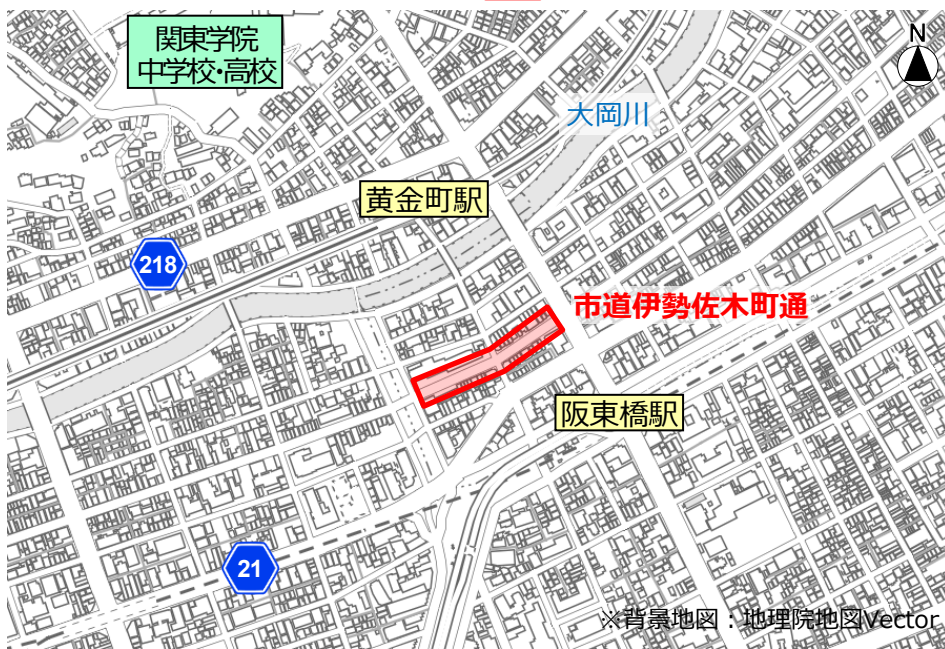 関東学院
中学校・高校
N
大岡川
黄金町駅
218
市道伊勢佐木町通
阪東橋駅
21
※背景地図：地理院地図Vector